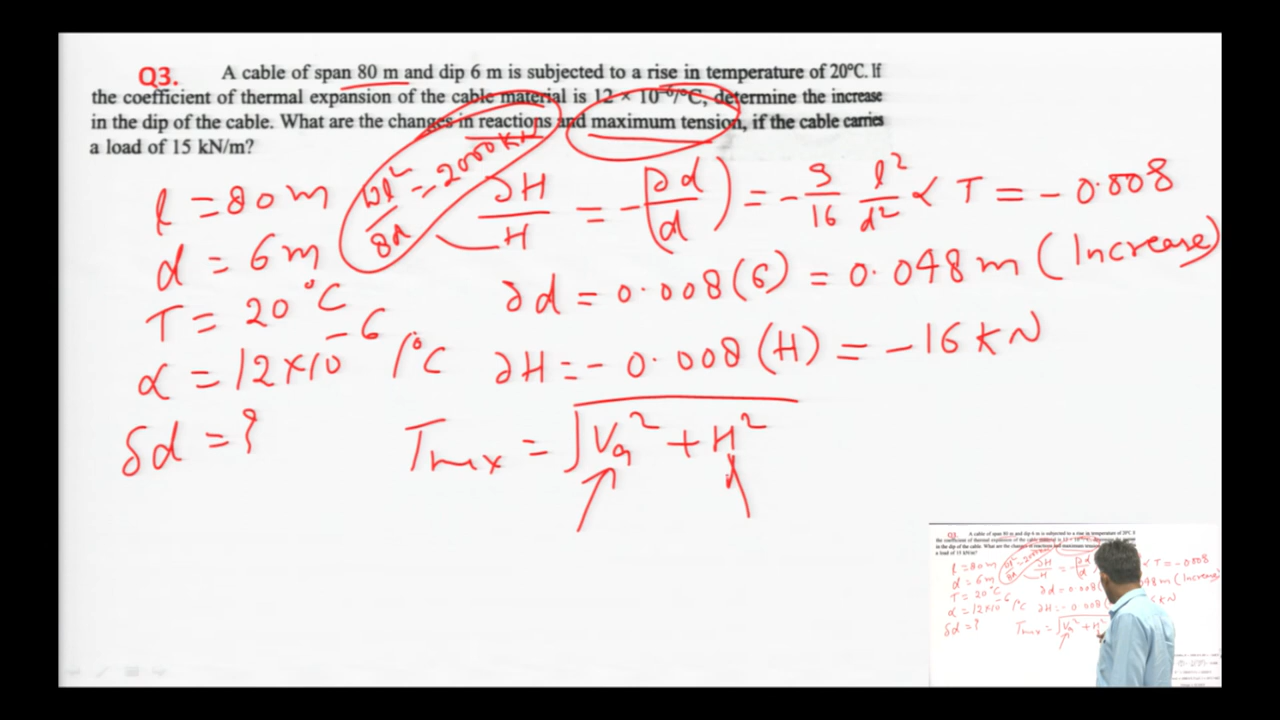 Q3. A cable of span 80 m and dip 6 m is subjected to a rise in temperature of 20°C. If
the coefficient of thermal expansion of the cable material is 12 × 10⁻⁶/°C, determine the increase
in the dip of the cable. What are the changes in reactions and maximum tension, if the cable carries
a load of 15 kN/m?
l = 80 m
d = 6 m
T = 20°C
α = 12×10⁻⁶ /°C
δd = ?
wl²/8d = 2000 kN
∂H/H = -(∂d/d) = - 3/16 l²/d² α T = - 0.008
∂d = 0.008(6) = 0.048 m (Increase)
∂H = - 0.008 (H) = - 16 kN
Tmax = √Va² + H²